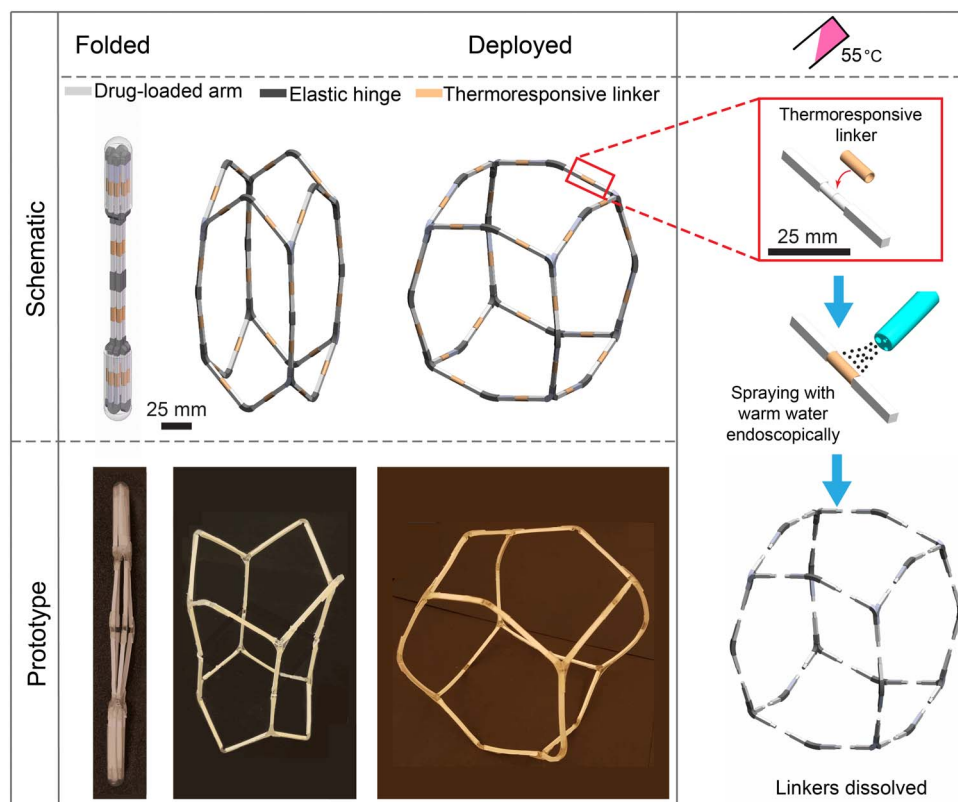 Folded
Deployed
55 °C
Drug-loaded arm
Elastic hinge
Thermoresponsive linker
Schematic
25 mm
Thermoresponsive
linker
25 mm
Spraying with
warm water
endoscopically
Prototype
Linkers dissolved